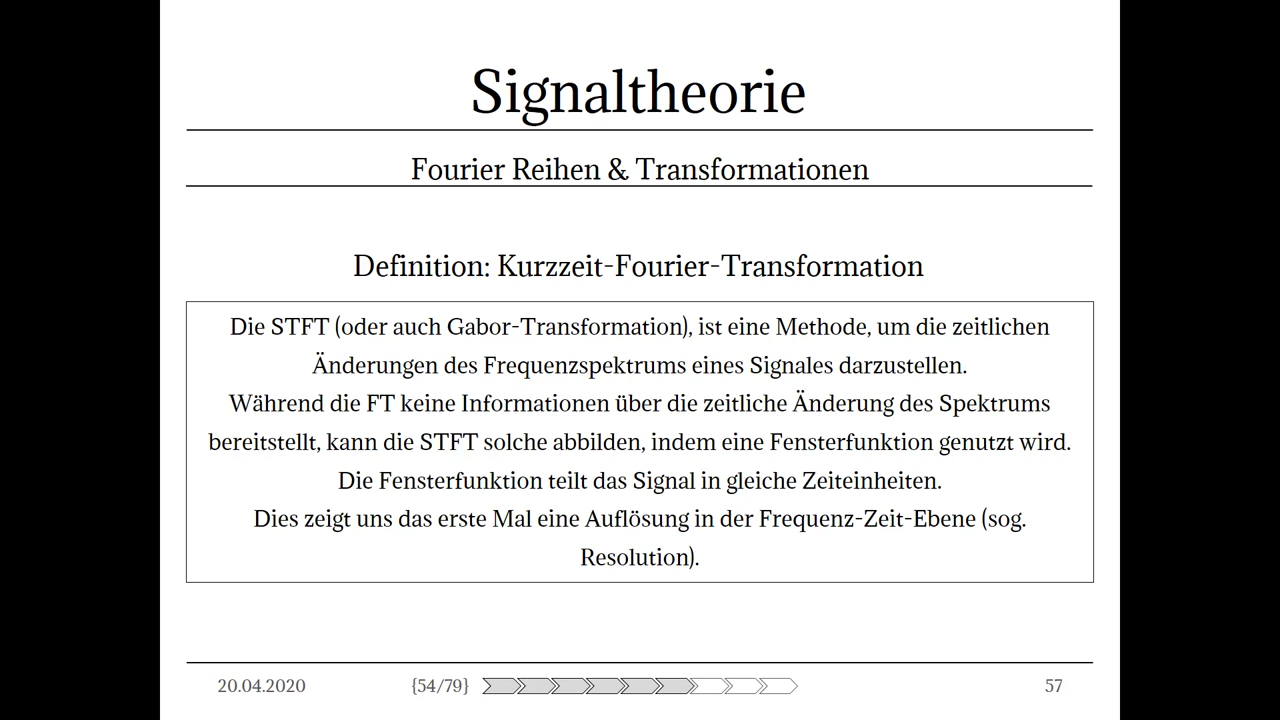 Signaltheorie
Fourier Reihen & Transformationen
Definition: Kurzzeit-Fourier-Transformation
Die STFT (oder auch Gabor-Transformation), ist eine Methode, um die zeitlichen
Änderungen des Frequenzspektrums eines Signales darzustellen.
Während die FT keine Informationen über die zeitliche Änderung des Spektrums
bereitstellt, kann die STFT solche abbilden, indem eine Fensterfunktion genutzt wird.
Die Fensterfunktion teilt das Signal in gleiche Zeiteinheiten.
Dies zeigt uns das erste Mal eine Auflösung in der Frequenz-Zeit-Ebene (sog.
Resolution).
20.04.2020 {54/79} 57